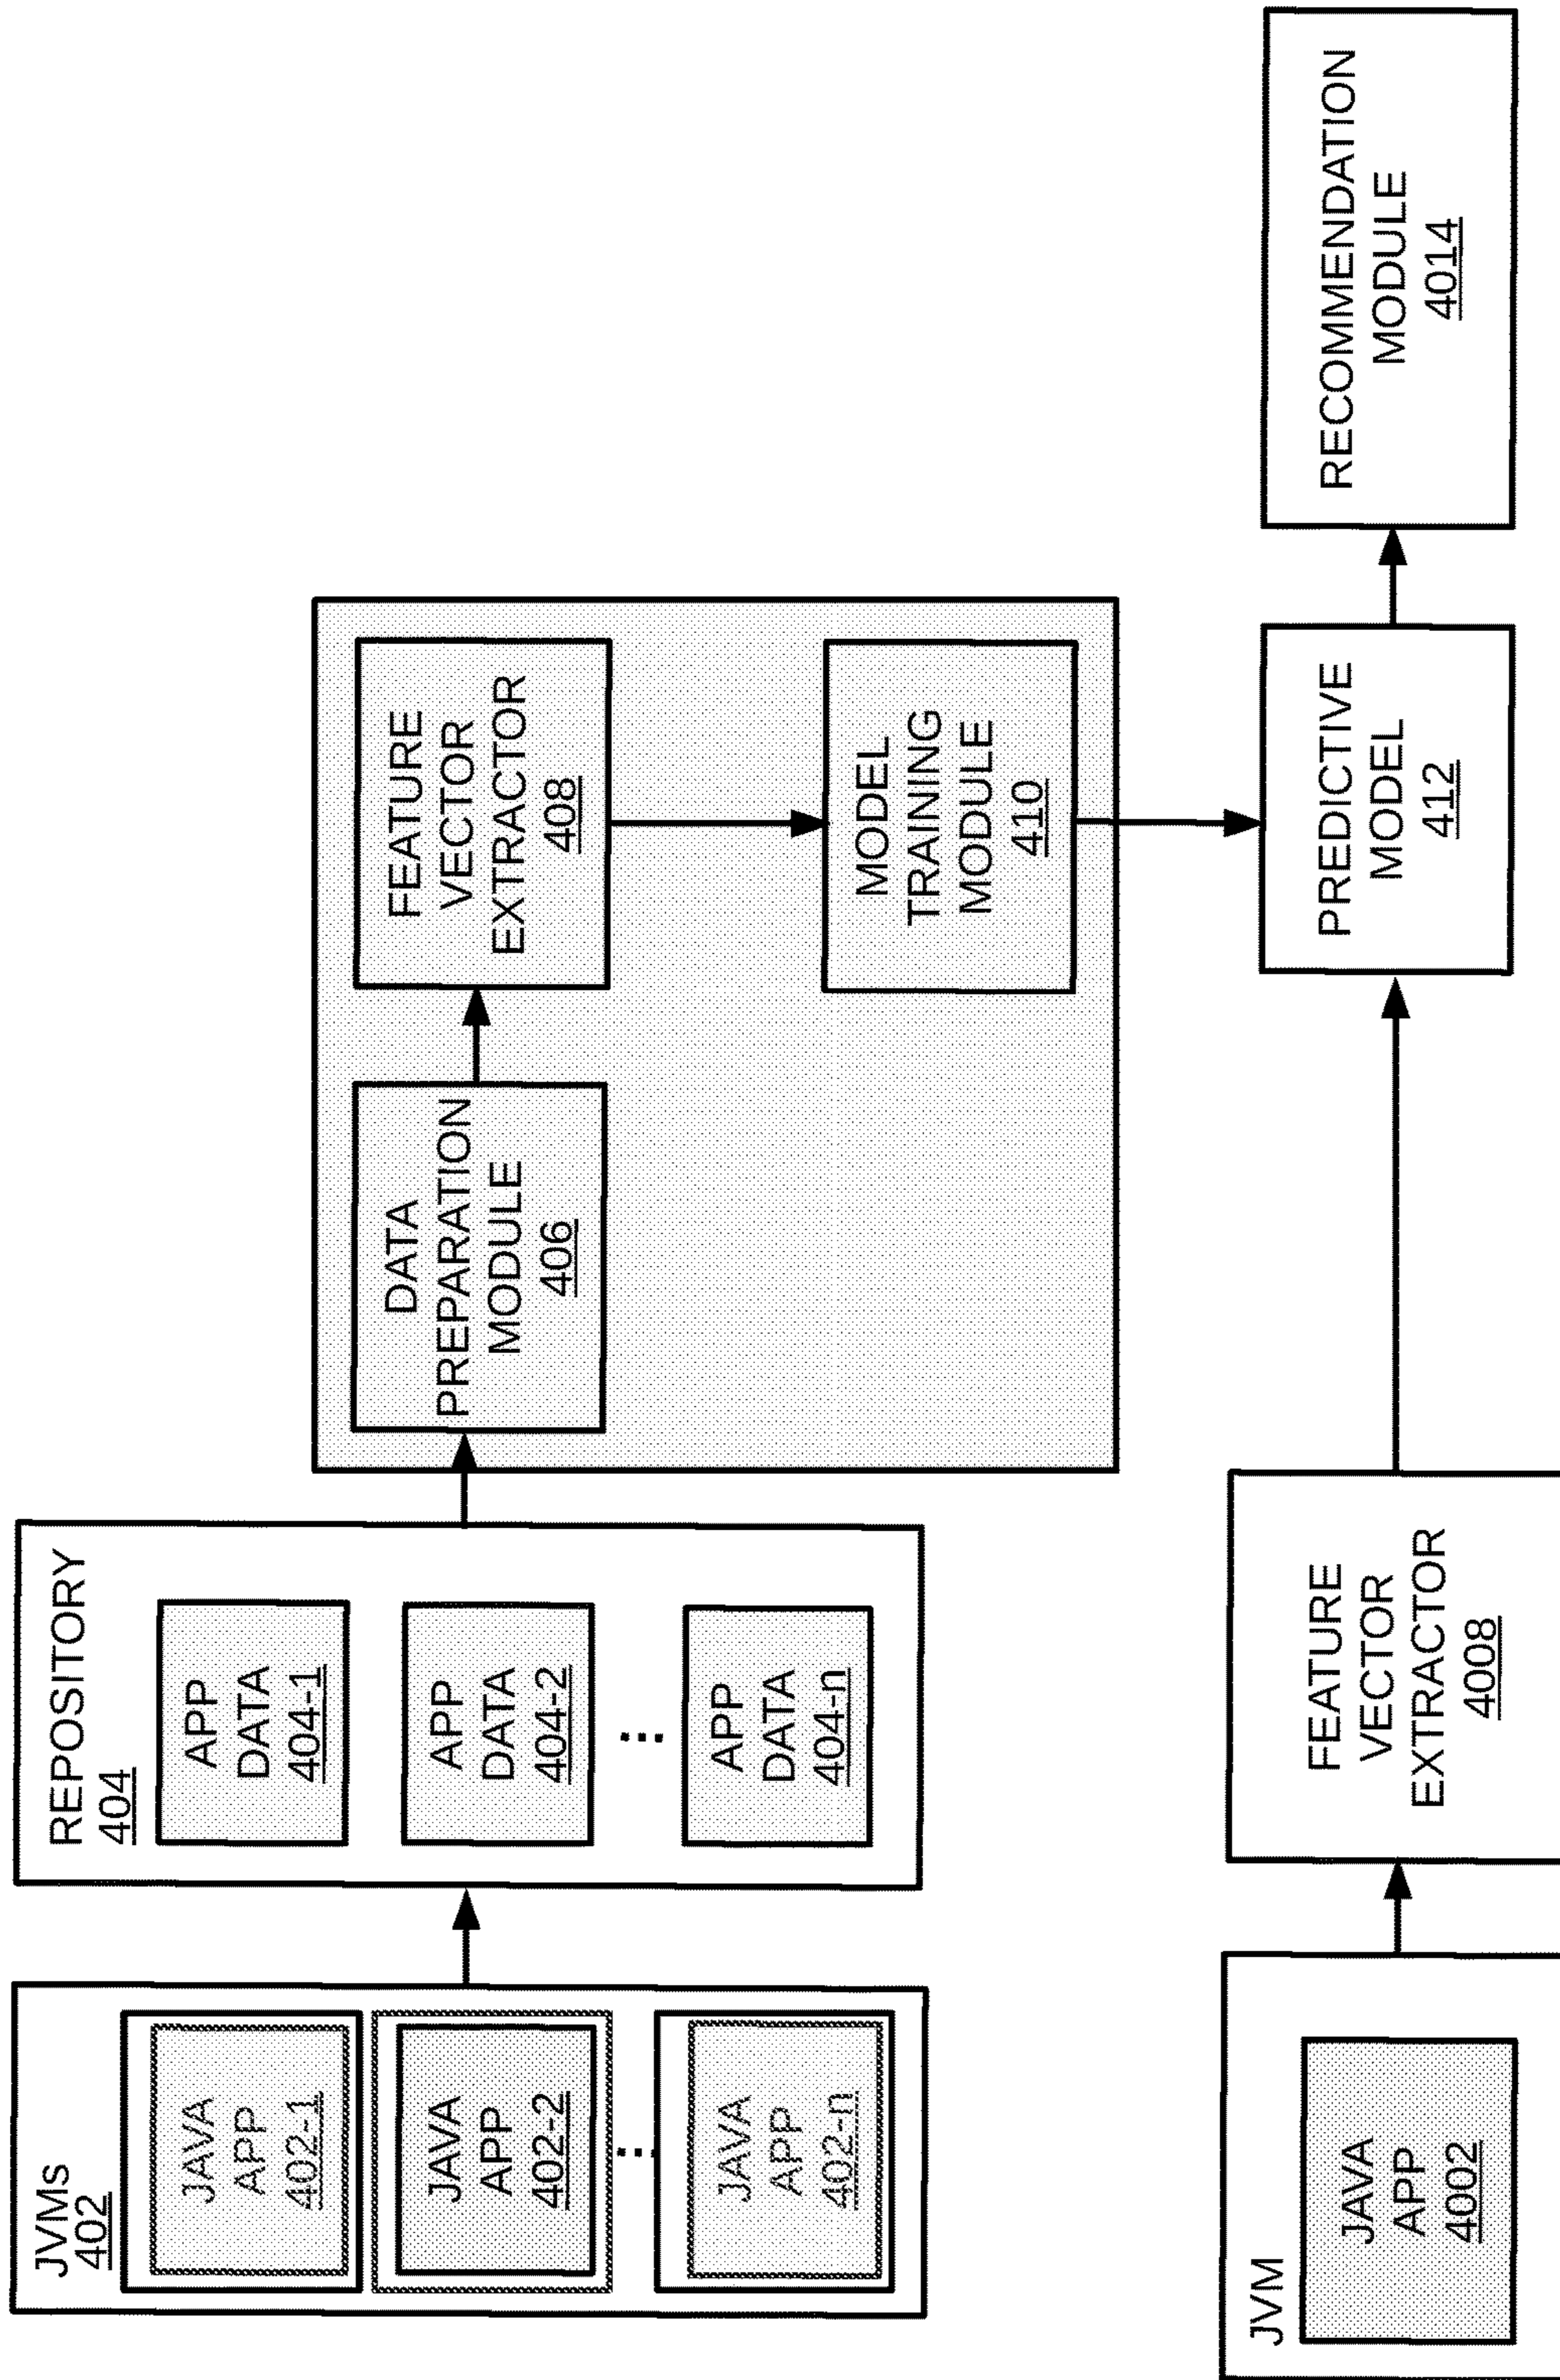 JVMs
402
JAVA
APP
402-1
JAVA
APP
402-2
...
JAVA
APP
402-n
REPOSITORY
404
APP
DATA
404-1
APP
DATA
404-2
...
APP
DATA
404-n
DATA
PREPARATION
MODULE
406
FEATURE
VECTOR
EXTRACTOR
408
MODEL
TRAINING
MODULE
410
JVM
JAVA
APP
4002
FEATURE
VECTOR
EXTRACTOR
4008
PREDICTIVE
MODEL
412
RECOMMENDATION
MODULE
4014